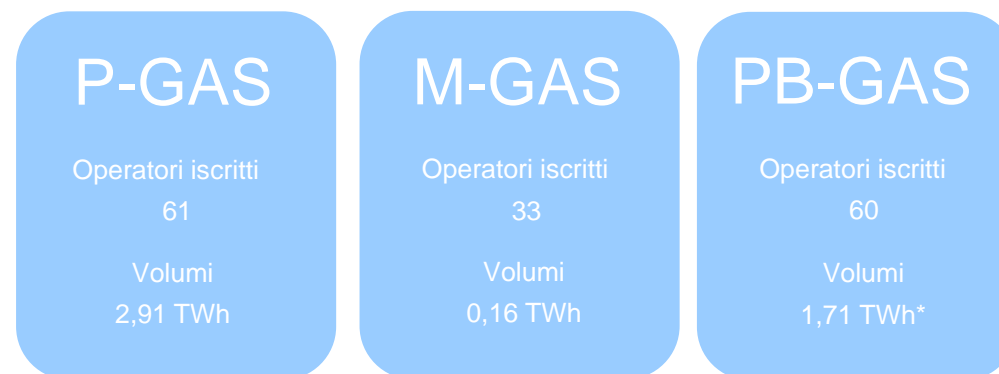 P-GAS
Operatori iscritti
61
Volumi
2,91 TWh
M-GAS
Operatori iscritti
33
Volumi
0,16 TWh
PB-GAS
Operatori iscritti
60
Volumi
1,71 TWh*